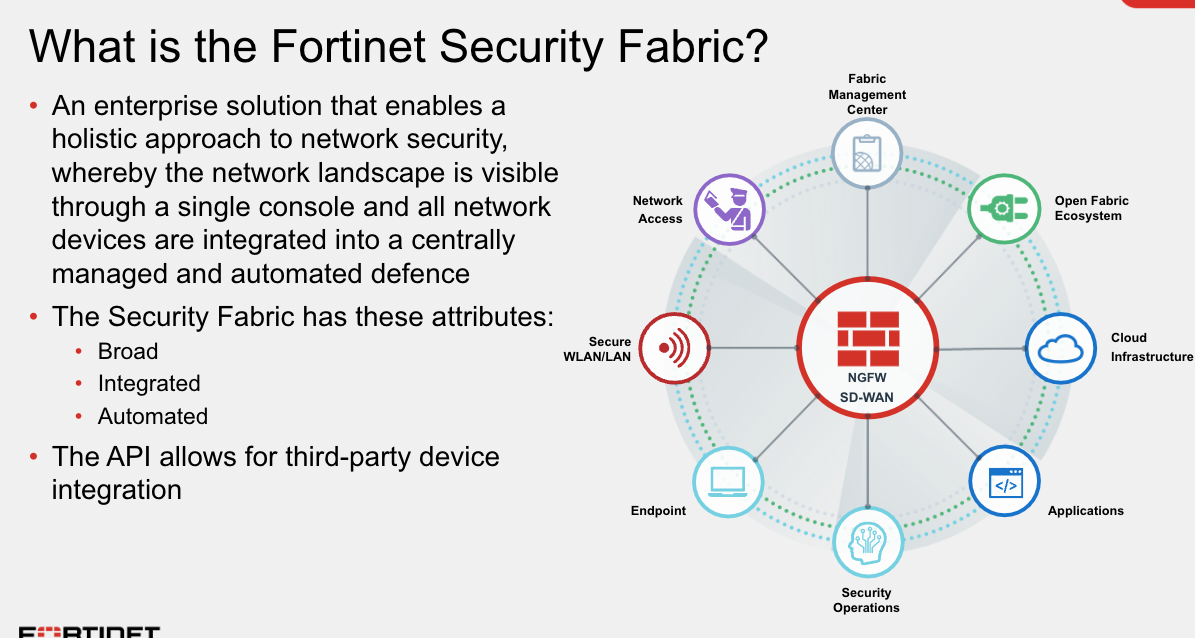 What is the Fortinet Security Fabric?
• An enterprise solution that enables a
holistic approach to network security,
whereby the network landscape is visible
through a single console and all network
devices are integrated into a centrally
managed and automated defence
• The Security Fabric has these attributes:
• Broad
• Integrated
• Automated
• The API allows for third-party device
integration
Fabric
Management
Center
Network
Access
Open Fabric
Ecosystem
Secure
WLAN/LAN
NGFW
SD-WAN
Cloud
Infrastructure
Endpoint
</>
Applications
Security
Operations
FORTINET